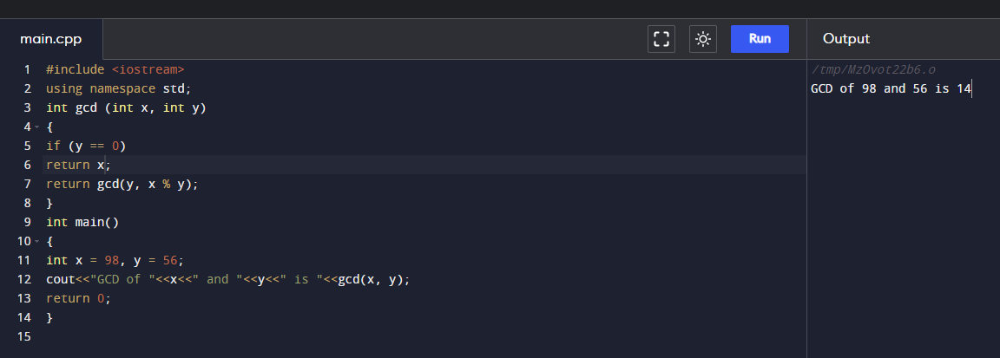 main.cpp
Run
Output
1 #include <iostream>
2 using namespace std;
3 int gcd (int x, int y)
4 {
5 if (y == 0)
6 return x;
7 return gcd(y, x % y);
8 }
9 int main()
10 {
11 int x = 98, y = 56;
12 cout<<"GCD of "<<x<<" and "<<y<<" is "<<gcd(x, y);
13 return 0;
14 }
15
/tmp/MzOvot22b6.o
GCD of 98 and 56 is 14